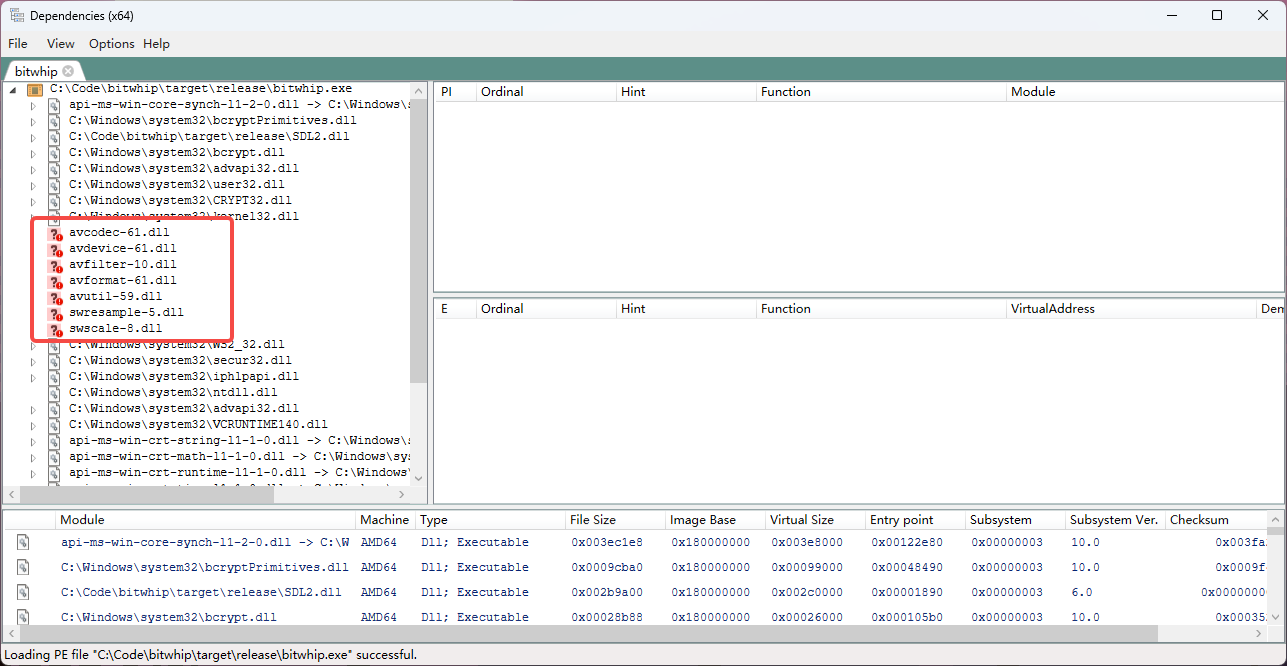 Dependencies (x64)
File View Options Help
bitwhip
C:\Code\bitwhip\target\release\bitwhip.exe
api-ms-win-core-synch-l1-2-0.dll -> C:\Windows\s
C:\Windows\system32\bcryptPrimitives.dll
C:\Code\bitwhip\target\release\SDL2.dll
C:\Windows\system32\bcrypt.dll
C:\Windows\system32\advapi32.dll
C:\Windows\system32\user32.dll
C:\Windows\system32\CRYPT32.dll
C:\Windows\system32\kernel32.dll
avcodec-61.dll
avdevice-61.dll
avfilter-10.dll
avformat-61.dll
avutil-59.dll
swresample-5.dll
swscale-8.dll
C:\Windows\system32\WS2_32.dll
C:\Windows\system32\secur32.dll
C:\Windows\system32\iphlpapi.dll
C:\Windows\system32\ntdll.dll
C:\Windows\system32\advapi32.dll
C:\Windows\system32\VCRUNTIME140.dll
api-ms-win-crt-string-l1-1-0.dll -> C:\Windows\s
api-ms-win-crt-math-l1-1-0.dll -> C:\Windows\sys
api-ms-win-crt-runtime-l1-1-0.dll -> C:\Windows\
PI Ordinal Hint Function Module
E Ordinal Hint Function VirtualAddress Dem
Module Machine Type File Size Image Base Virtual Size Entry point Subsystem Subsystem Ver. Checksum
api-ms-win-core-synch-l1-2-0.dll -> C:\W AMD64 Dll; Executable 0x003ec1e8 0x180000000 0x003e8000 0x00122e80 0x00000003 10.0 0x003fa
C:\Windows\system32\bcryptPrimitives.dll AMD64 Dll; Executable 0x0009cba0 0x180000000 0x00099000 0x00048490 0x00000003 10.0 0x0009f
C:\Code\bitwhip\target\release\SDL2.dll AMD64 Dll; Executable 0x002b9a00 0x180000000 0x002c0000 0x00001890 0x00000003 6.0 0x0000000
C:\Windows\system32\bcrypt.dll AMD64 Dll; Executable 0x00028b88 0x180000000 0x00026000 0x000105b0 0x00000003 10.0 0x00035
Loading PE file "C:\Code\bitwhip\target\release\bitwhip.exe" successful.